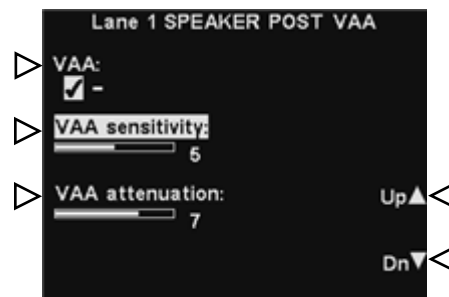 Lane 1 SPEAKER POST VAA
VAA:
-
VAA sensitivity:
5
VAA attenuation:
7
Up
Dn